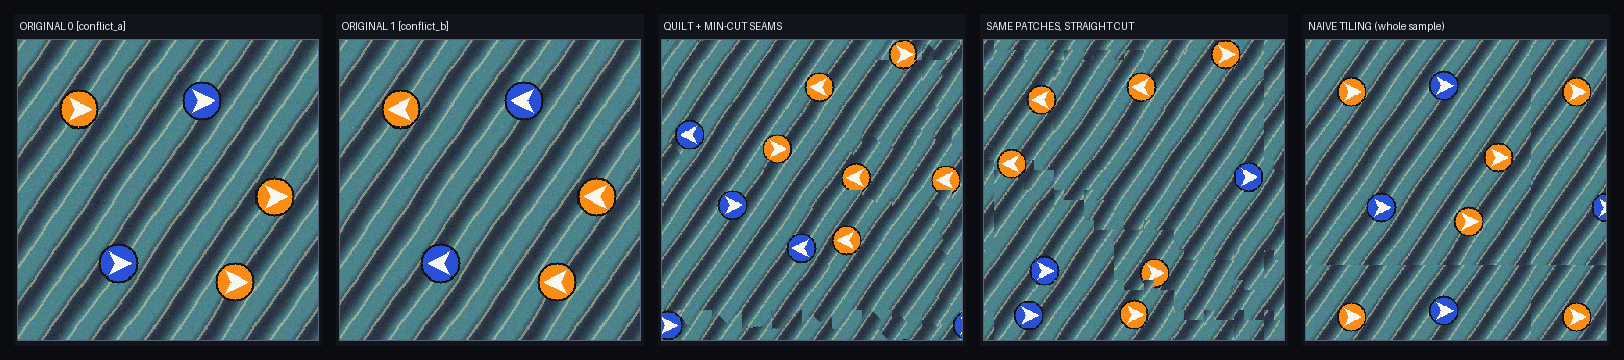 ORIGINAL 0 [conflict_a]
ORIGINAL 1 [conflict_b]
QUILT + MIN-CUT SEAMS
SAME PATCHES, STRAIGHT CUT
NAIVE TILING (whole sample)